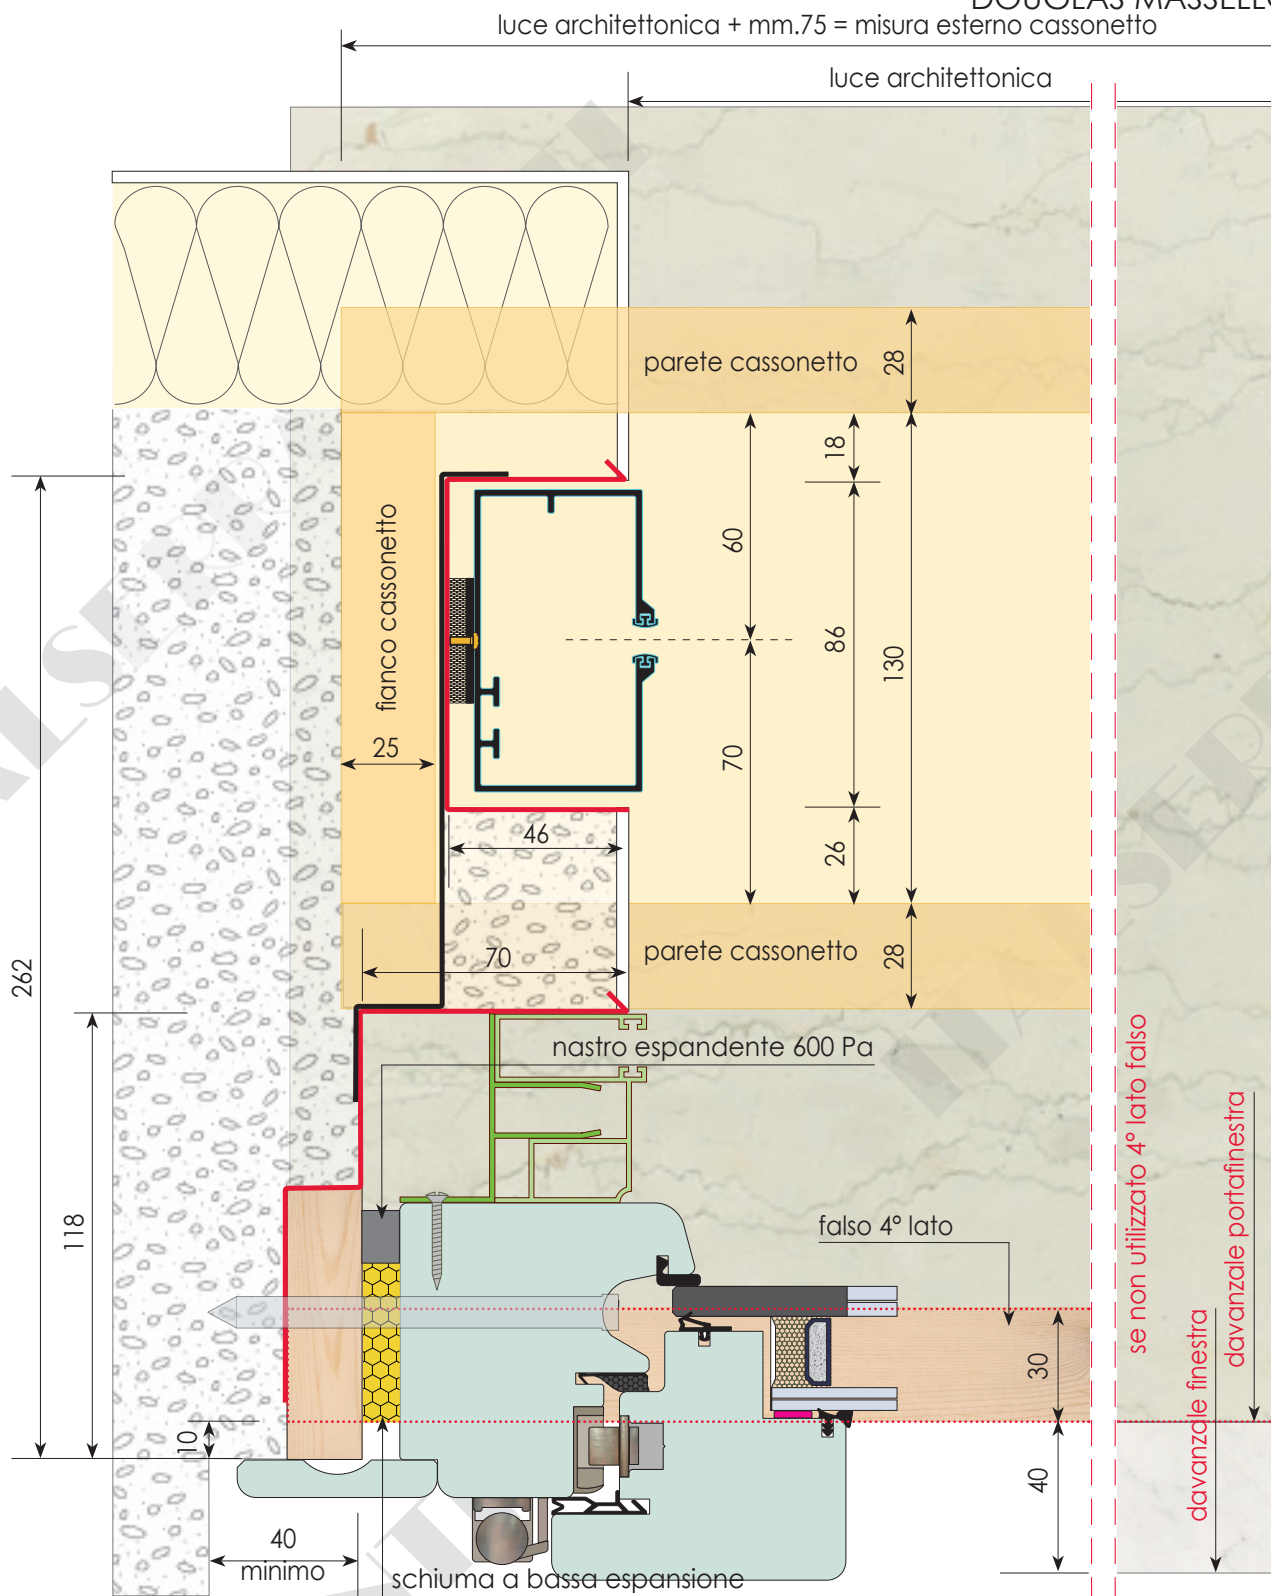 DOUGLAS MASSELLO
luce architettonica + mm.75 = misura esterno cassonetto
luce architettonica
parete cassonetto
28
18
fianco cassonetto
60
86
130
25
70
46
26
262
70
parete cassonetto
28
nastro espandente 600 Pa
118
falso 4° lato
se non utilizzato 4° lato falso
davanzale portafinestra
davanzale finestra
30
10
40
40
minimo
schiuma a bassa espansione